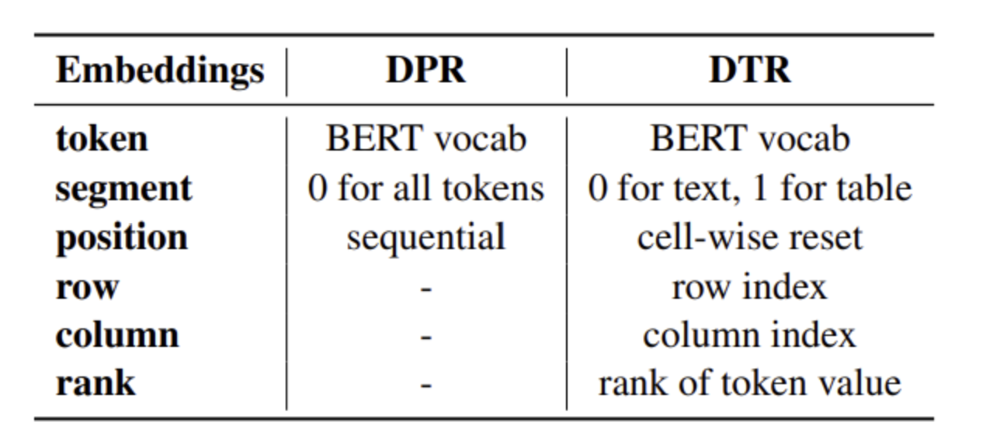 Embeddings DPR DTR
token BERT vocab BERT vocab
segment 0 for all tokens 0 for text, 1 for table
position sequential cell-wise reset
row - row index
column - column index
rank - rank of token value